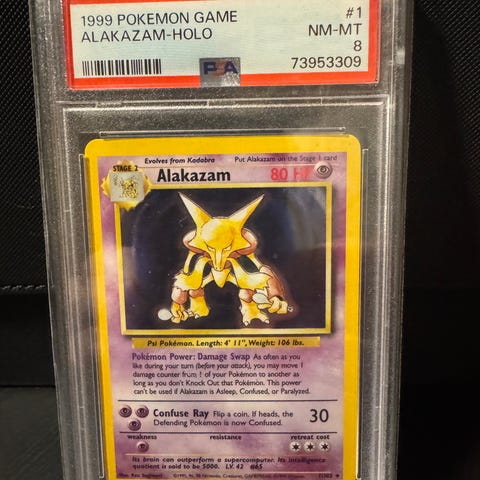 1999 POKEMON GAME #1
ALAKAZAM-HOLO NM-MT
8
PSA 73953309
Evolves from Kadabra Put Alakazam on the Stage 1 card
STAGE 2 Alakazam 80 HP
Psi Pokémon. Length: 4' 11", Weight: 106 lbs.
Pokémon Power: Damage Swap As often as you
like during your turn (before your attack), you may move 1
damage counter from 1 of your Pokémon to another as
long as you don't Knock Out that Pokémon. This power
can't be used if Alakazam is Asleep, Confused, or Paralyzed.
Confuse Ray Flip a coin. If heads, the 30
Defending Pokémon is now Confused.
weakness resistance retreat cost
Its brain can outperform a supercomputer. Its intelligence
quotient is said to be 5000. LV. 42 #65
Illus. Ken Sugimori 1/102